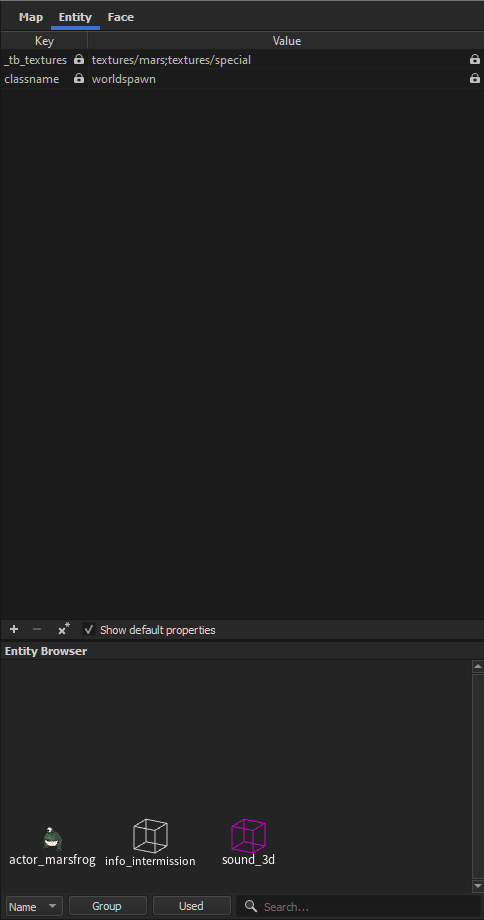 Map Entity Face
Key Value
_tb_textures textures/mars;textures/special
classname worldspawn
+ − x* ✓ Show default properties
Entity Browser
actor_marsfrog info_intermission sound_3d
Name Group Used Search...